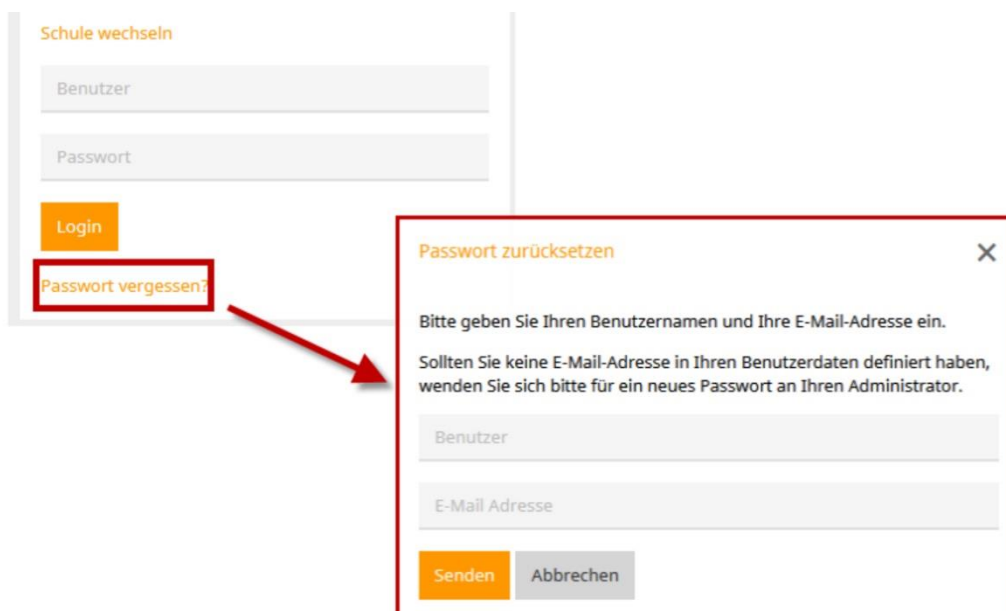 Schule wechseln
Benutzer
Passwort
Login
Passwort vergessen?
Passwort zurücksetzen
Bitte geben Sie Ihren Benutzernamen und Ihre E-Mail-Adresse ein.
Sollten Sie keine E-Mail-Adresse in Ihren Benutzerdaten definiert haben,
wenden Sie sich bitte für ein neues Passwort an Ihren Administrator.
Benutzer
E-Mail Adresse
Senden Abbrechen